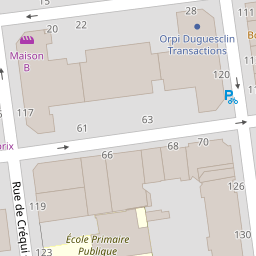 20
22
28
Maison
B
Orpi Duguesclin
Transactions
120
117
61
63
arix
66
68
70
Rue de Créqui
119
126
130
123
École Primaire
Publique